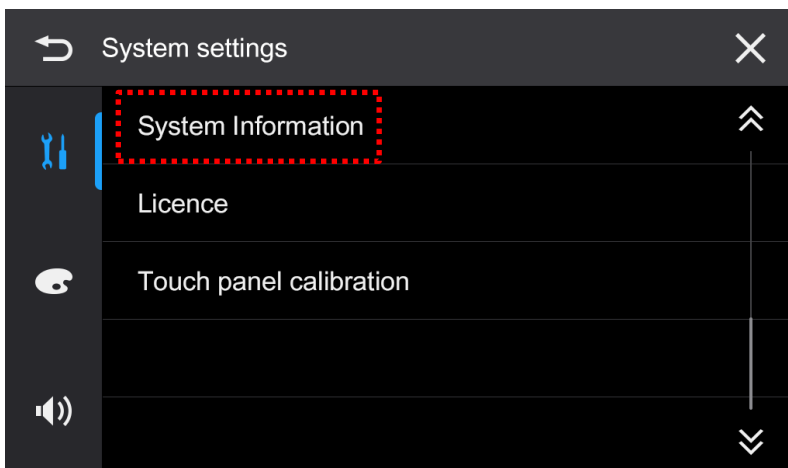 System settings
System Information
Licence
Touch panel calibration